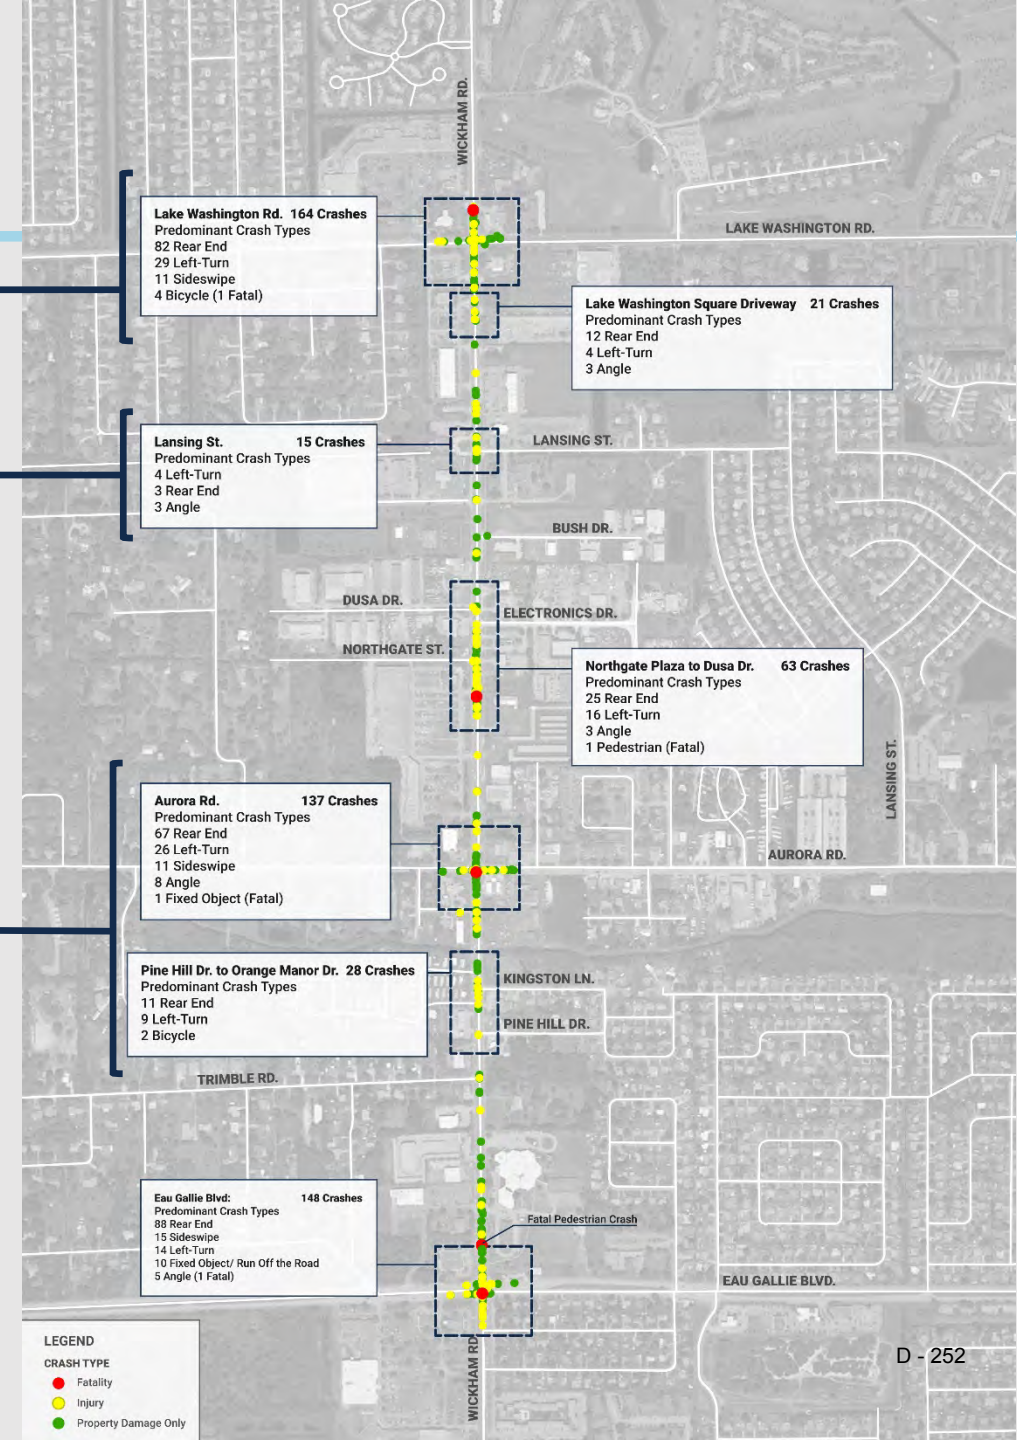 WICKHAM RD.
Lake Washington Rd. 164 Crashes
Predominant Crash Types
82 Rear End
29 Left-Turn
11 Sideswipe
4 Bicycle (1 Fatal)
LAKE WASHINGTON RD.
Lake Washington Square Driveway 21 Crashes
Predominant Crash Types
12 Rear End
4 Left-Turn
3 Angle
Lansing St. 15 Crashes
Predominant Crash Types
4 Left-Turn
3 Rear End
3 Angle
LANSING ST.
BUSH DR.
DUSA DR.
ELECTRONICS DR.
NORTHGATE ST.
Northgate Plaza to Dusa Dr. 63 Crashes
Predominant Crash Types
25 Rear End
16 Left-Turn
3 Angle
1 Pedestrian (Fatal)
LANSING ST.
Aurora Rd. 137 Crashes
Predominant Crash Types
67 Rear End
26 Left-Turn
11 Sideswipe
8 Angle
1 Fixed Object (Fatal)
AURORA RD.
Pine Hill Dr. to Orange Manor Dr. 28 Crashes
Predominant Crash Types
11 Rear End
9 Left-Turn
2 Bicycle
KINGSTON LN.
PINE HILL DR.
TRIMBLE RD.
Eau Gallie Blvd: 148 Crashes
Predominant Crash Types
88 Rear End
15 Sideswipe
14 Left-Turn
10 Fixed Object/ Run Off the Road
5 Angle (1 Fatal)
Fatal Pedestrian Crash
EAU GALLIE BLVD.
WICKHAM RD
D - 252
LEGEND
CRASH TYPE
Fatality
Injury
Property Damage Only